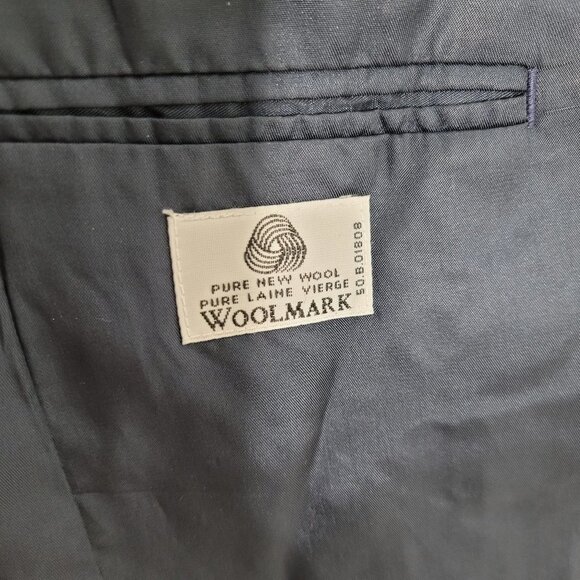 PURE NEW WOOL
PURE LAINE VIERGE
WOOLMARK
50.B.01808